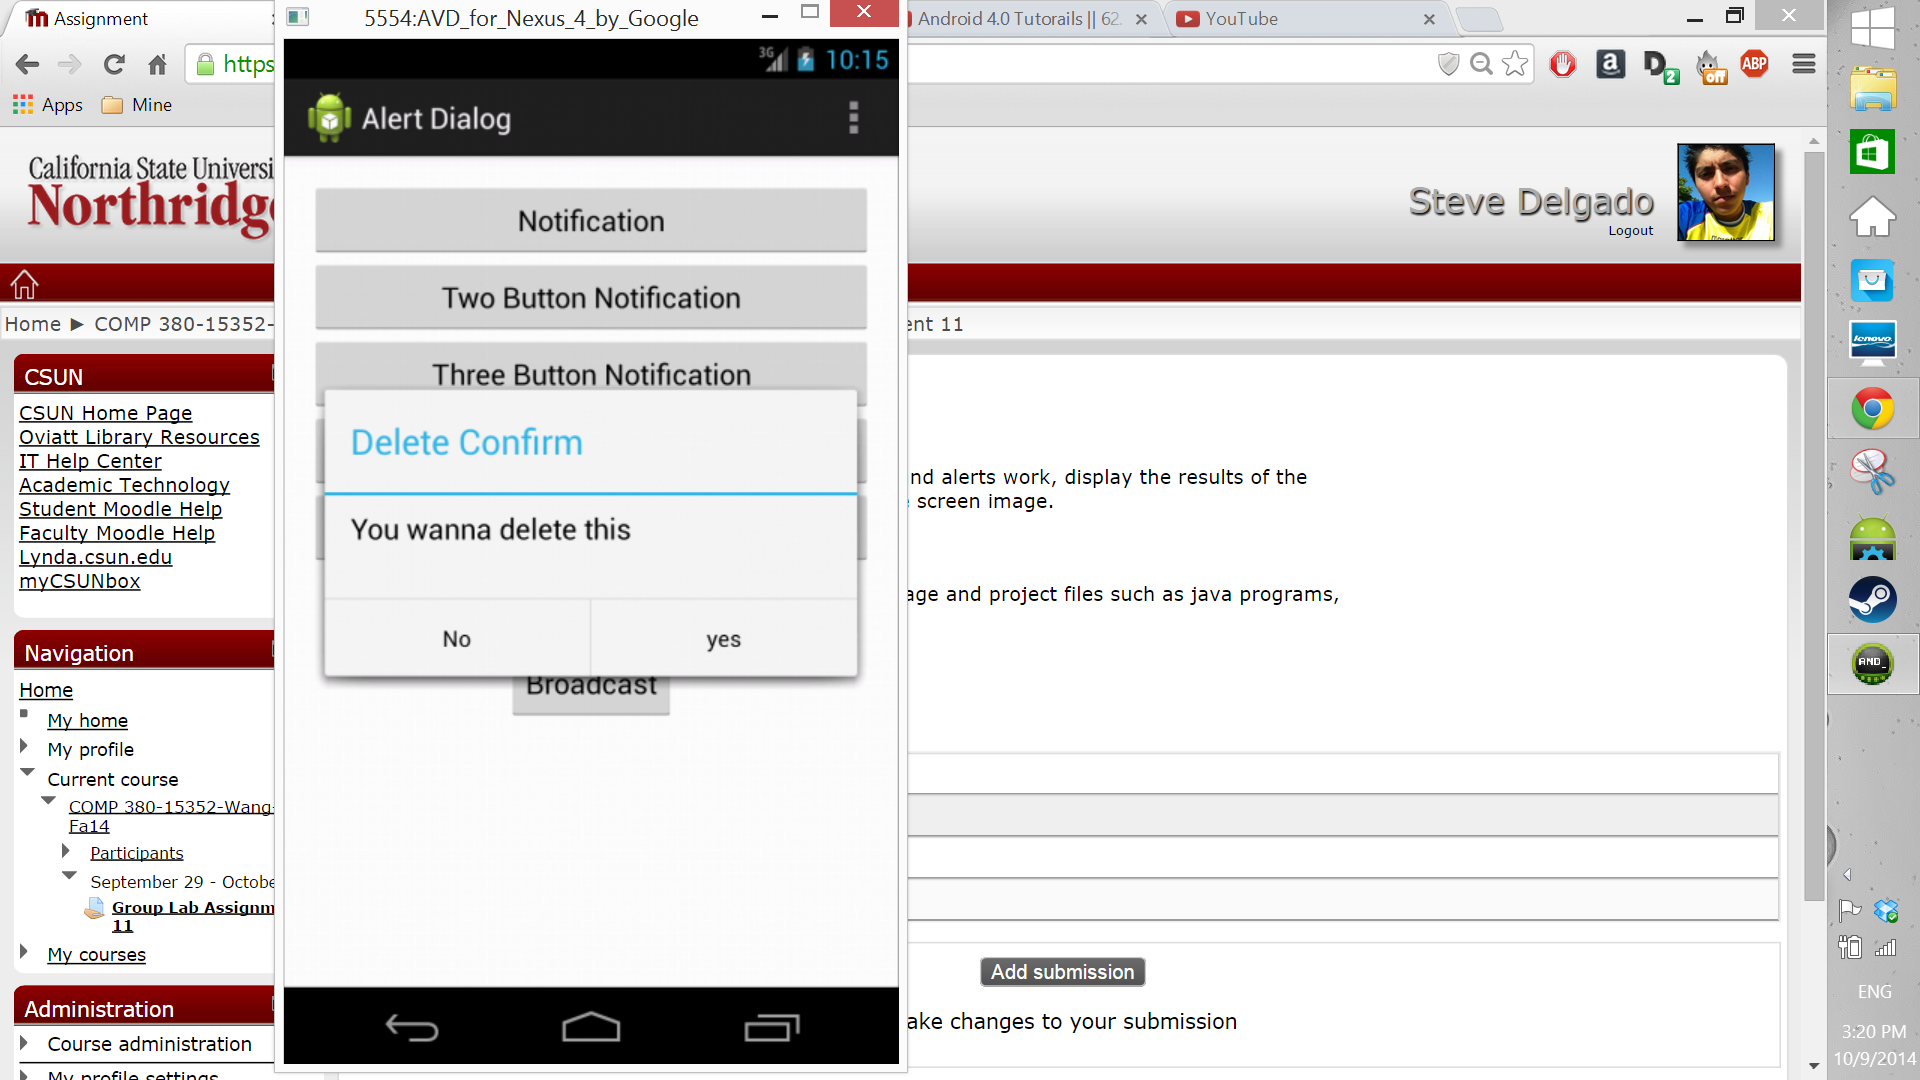 Assignment
5554:AVD_for_Nexus_4_by_Google
Android 4.0 Tutorails || 62.
YouTube
https
2
off
ABP
Apps
Mine
3G
10:15
Alert Dialog
California State Universi
Northridge
Steve Delgado
Logout
Notification
Two Button Notification
Three Button Notification
Home ► COMP 380-15352-
ent 11
Delete Confirm
You wanna delete this
No
yes
Broadcast
CSUN
CSUN Home Page
Oviatt Library Resources
IT Help Center
Academic Technology
Student Moodle Help
Faculty Moodle Help
Lynda.csun.edu
myCSUNbox
nd alerts work, display the results of the
screen image.
age and project files such as java programs,
Navigation
Home
My home
My profile
Current course
COMP 380-15352-Wang-
Fa14
Participants
September 29 - Octobe
Group Lab Assignm
11
My courses
Administration
Course administration
My profile settings
Add submission
ake changes to your submission
lenovo
AND_
ENG
3:20 PM
10/9/2014